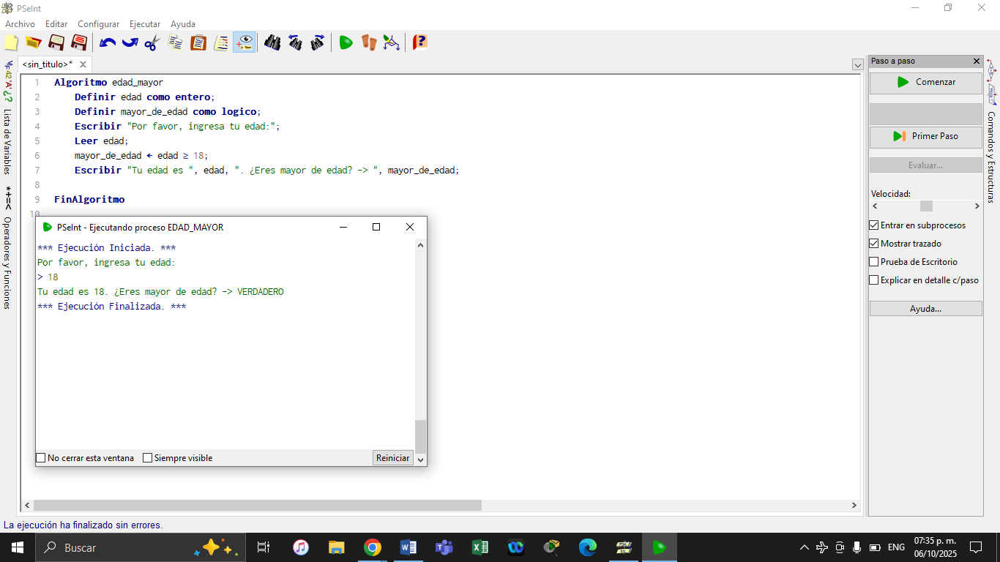 PSeInt
Archivo Editar Configurar Ejecutar Ayuda
<sin_titulo>*
1 Algoritmo edad_mayor
2 Definir edad como entero;
3 Definir mayor_de_edad como logico;
4 Escribir "Por favor, ingresa tu edad:";
5 Leer edad;
6 mayor_de_edad ← edad ≥ 18;
7 Escribir "Tu edad es ", edad, ". ¿Eres mayor de edad? -> ", mayor_de_edad;
8
9 FinAlgoritmo
10
PSeInt - Ejecutando proceso EDAD_MAYOR
*** Ejecución Iniciada. ***
Por favor, ingresa tu edad:
> 18
Tu edad es 18. ¿Eres mayor de edad? -> VERDADERO
*** Ejecución Finalizada. ***
No cerrar esta ventana Siempre visible Reiniciar
42 'A' ¿?
Lista de Variables
*+=<
Operadores y Funciones
Paso a paso
Comenzar
Primer Paso
Evaluar...
Velocidad:
Entrar en subprocesos
Mostrar trazado
Prueba de Escritorio
Explicar en detalle c/paso
Ayuda...
Comandos y Estructuras
La ejecución ha finalizado sin errores.
Buscar
ENG
07:35 p. m.
06/10/2025